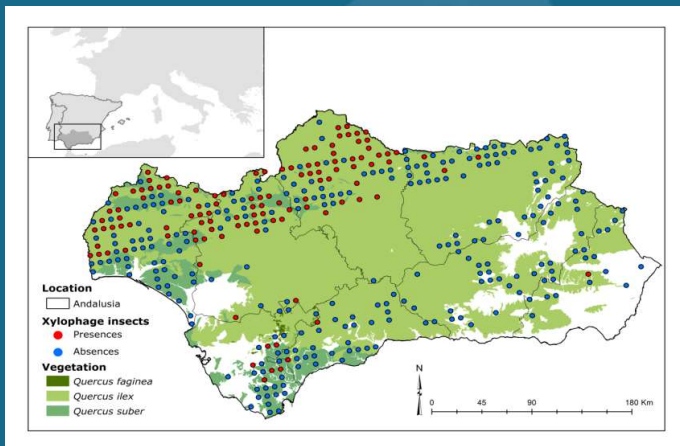 Location
Andalusia
Xylophage insects
Presences
Absences
Vegetation
Quercus faginea
Quercus ilex
Quercus suber
N
0 45 90 180 Km